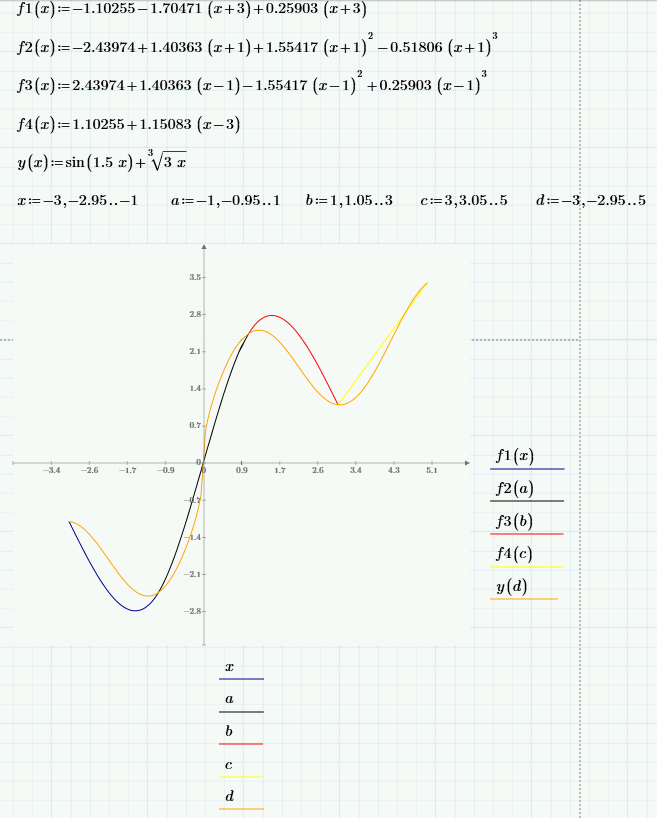 f1(x):=−1.10255−1.70471 (x+3)+0.25903 (x+3)
f2(x):=−2.43974+1.40363 (x+1)+1.55417 (x+1)² −0.51806 (x+1)³
f3(x):=2.43974+1.40363 (x−1)−1.55417 (x−1)² +0.25903 (x−1)³
f4(x):=1.10255+1.15083 (x−3)
y(x):=sin(1.5 x)+∛(3 x)
x:=−3,−2.95..−1 a:=−1,−0.95..1 b:=1,1.05..3 c:=3,3.05..5 d:=−3,−2.95..5
3.5
2.8
2.1
1.4
0.7
0
−3.4 −2.6 −1.7 −0.9 0 0.9 1.7 2.6 3.4 4.3 5.1
−0.7
−1.4
−2.1
−2.8
f1(x)
f2(a)
f3(b)
f4(c)
y(d)
x
a
b
c
d